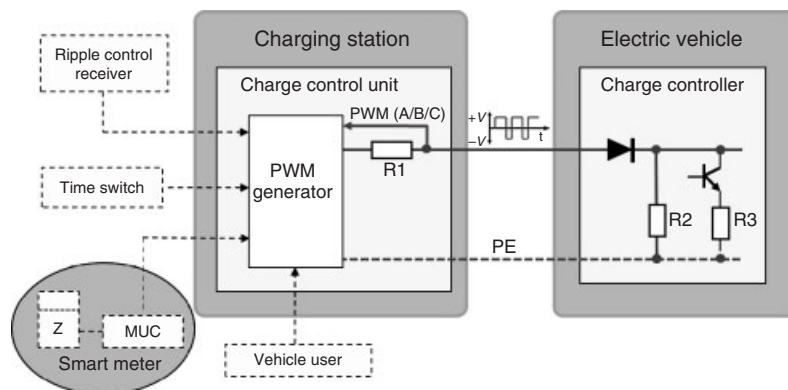 Charging station
Electric vehicle
Ripple control
receiver
Charge control unit
Charge controller
PWM (A/B/C)
+V
-V
t
PWM
generator
R1
Time switch
R2
R3
PE
Z
MUC
Smart meter
Vehicle user